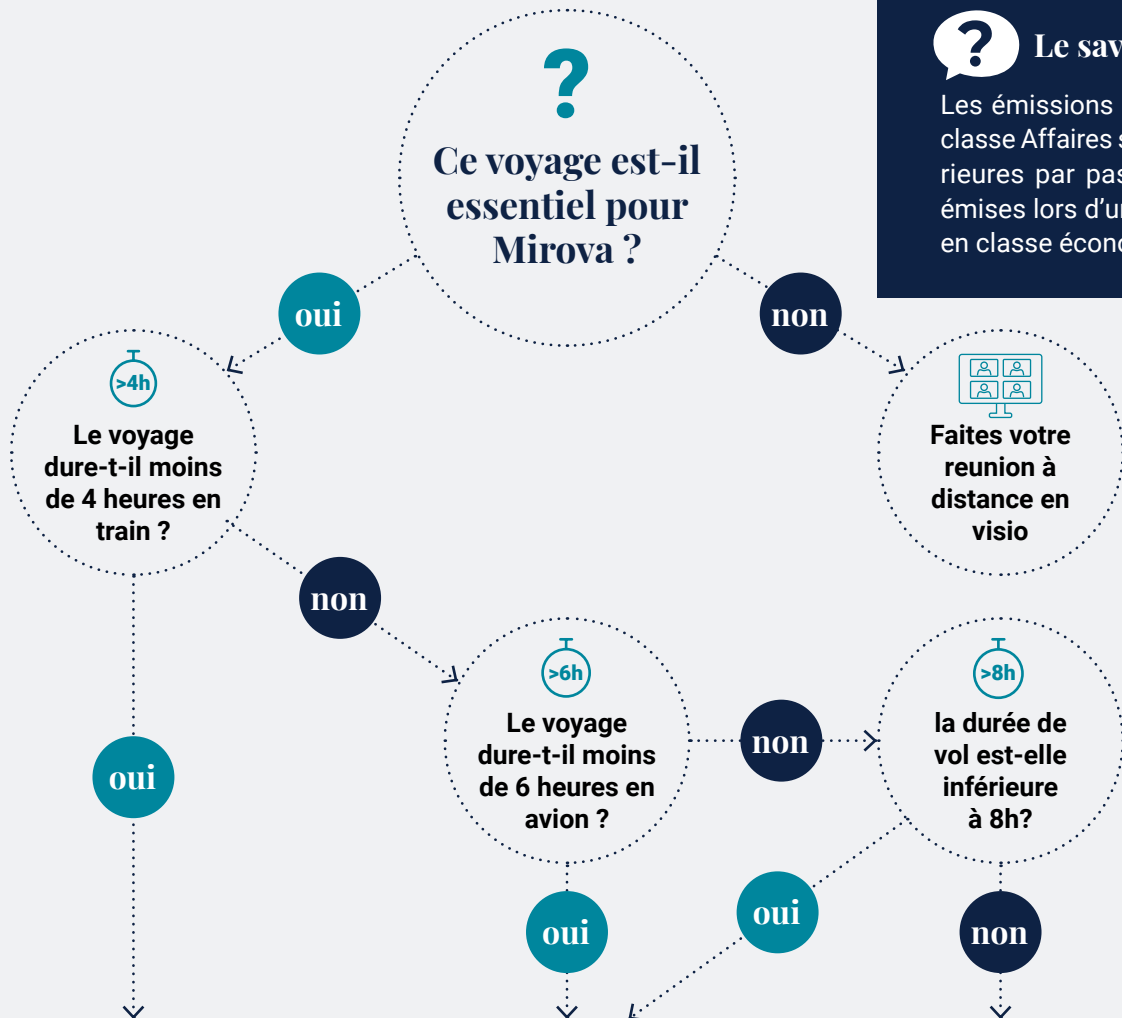 ?
Ce voyage est-il
essentiel pour
Mirova ?
?
Le
Les émissions
classe Affaires
rieures par
émises lors
en classe
oui
non
>4h
Le voyage
dure-t-il moins
de 4 heures en
train ?
Faites votre
reunion à
distance en
visio
non
>6h
Le voyage
dure-t-il moins
de 6 heures en
avion ?
non
>8h
la durée de
vol est-elle
inférieure
à 8h?
oui
oui
oui
non